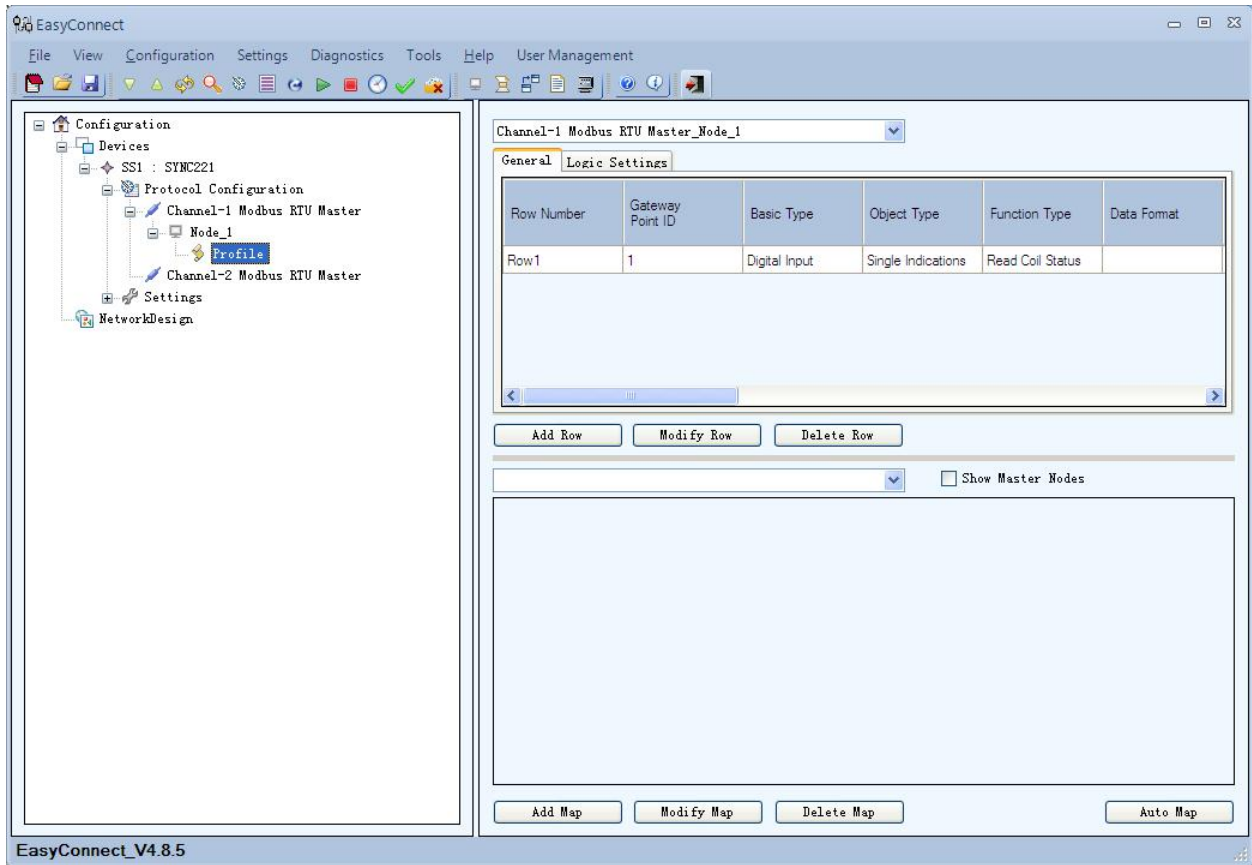 EasyConnect
File View Configuration Settings Diagnostics Tools Help User Management
Configuration
Devices
SS1 : SYNC221
Protocol Configuration
Channel-1 Modbus RTU Master
Node_1
Profile
Channel-2 Modbus RTU Master
Settings
NetworkDesign
Channel-1 Modbus RTU Master_Node_1
General Logic Settings
Row Number Gateway Point ID Basic Type Object Type Function Type Data Format
Row1 1 Digital Input Single Indications Read Coil Status
Add Row Modify Row Delete Row
Show Master Nodes
Add Map Modify Map Delete Map Auto Map
EasyConnect_V4.8.5